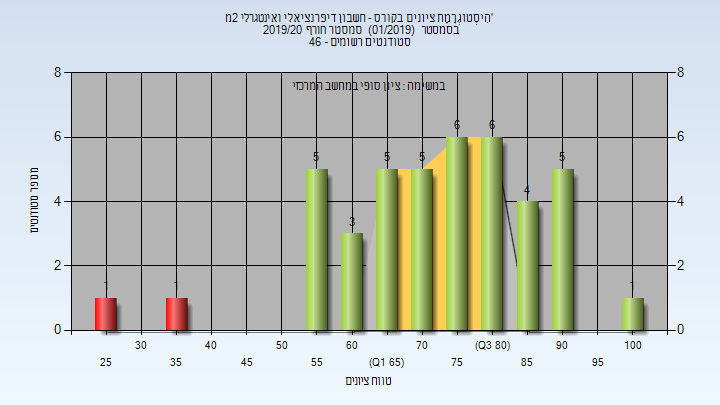 הִיסְטוֹגְרָמַת ציונים בקורס - חשבון דיפרנציאלי ואינטגרלי 2מ'
בסמסטר (01/2019) סמסטר חורף 2019/20
סטודנטים רשומים - 46
במשימה : ציון סופי במחשב המרכזי
8 8
6 6
4 4
2 2
0 0
1 1 5 3 5 5 6 6 4 5 1
מספר סטודנטים
30 40 50 60 70 (Q3 80) 90 100
25 35 45 55 (Q1 65) 75 85 95
טווח ציונים